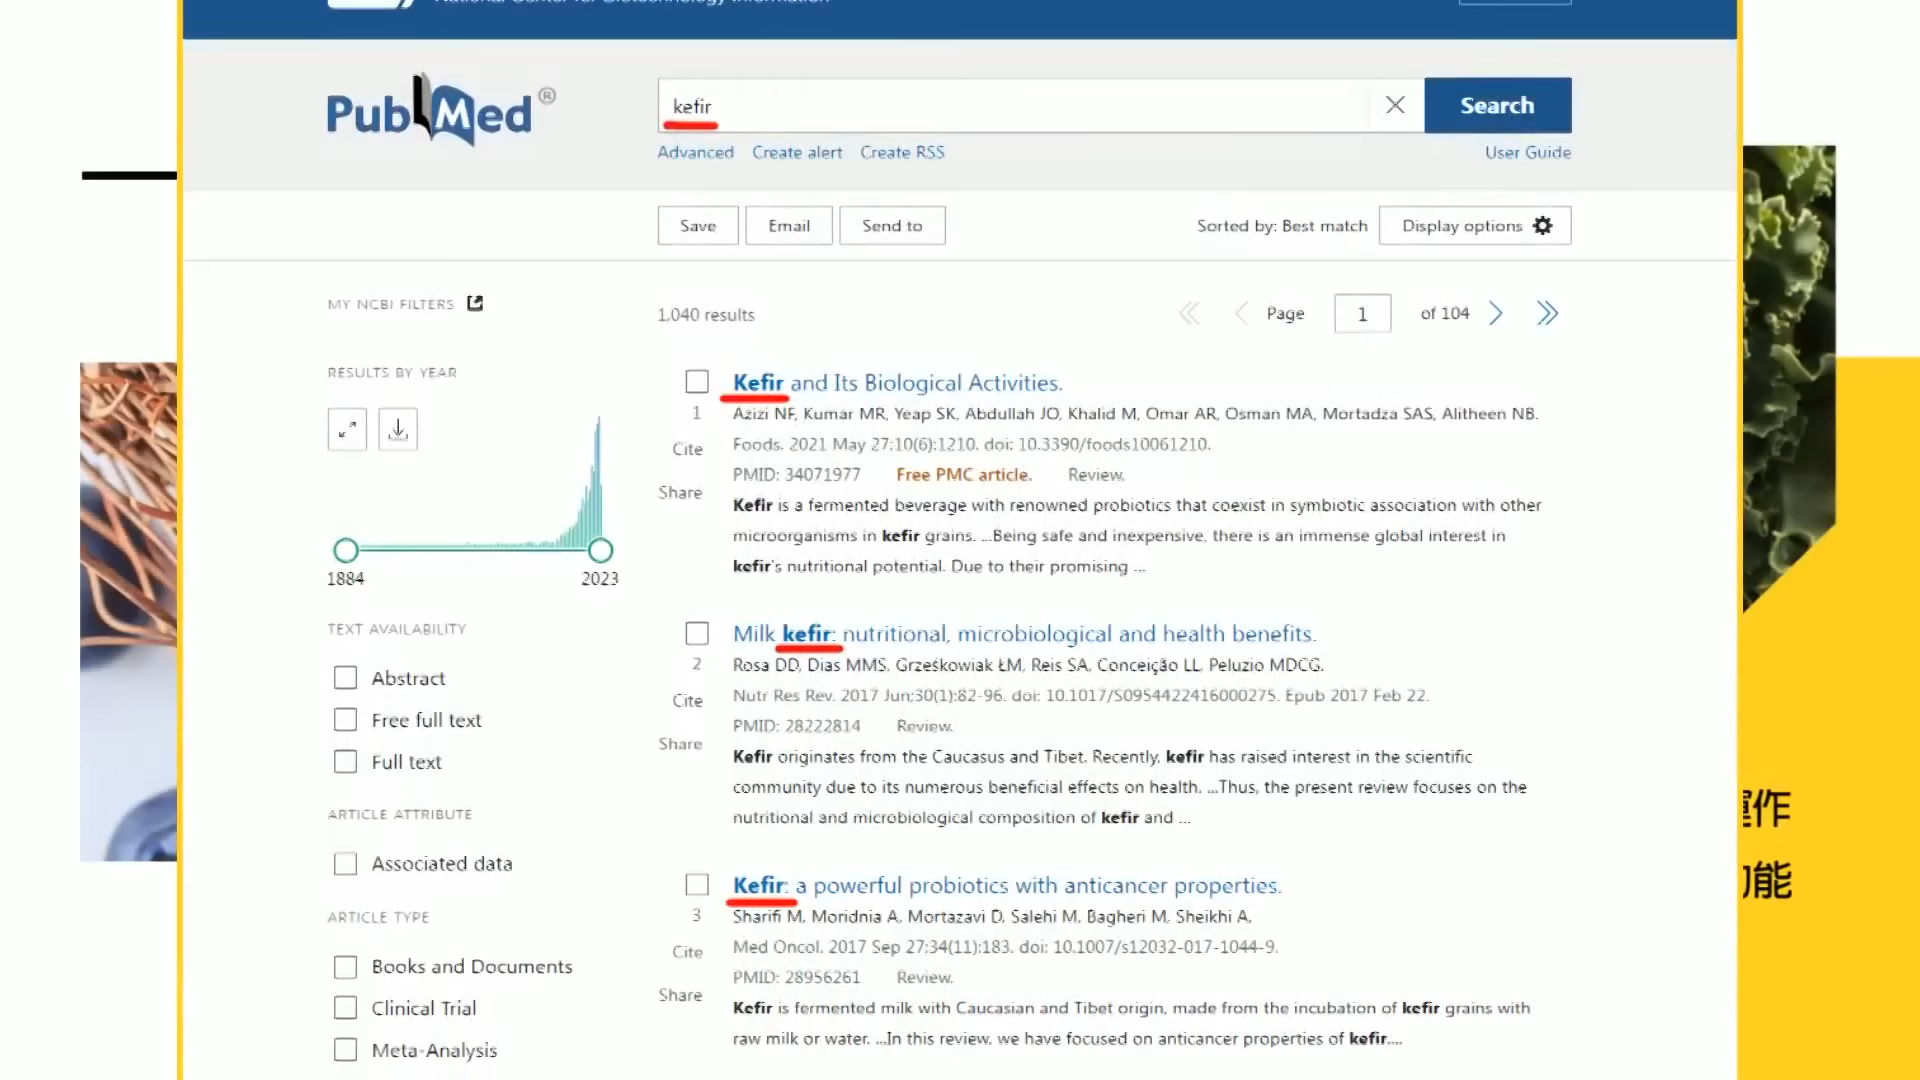 National Center for Biotechnology Information
PubMed®
kefir
Search
Advanced Create alert Create RSS
User Guide
Save Email Send to
Sorted by: Best match
Display options
MY NCBI FILTERS
1,040 results
Page 1 of 104
RESULTS BY YEAR
1884 2023
TEXT AVAILABILITY
Abstract
Free full text
Full text
ARTICLE ATTRIBUTE
Associated data
ARTICLE TYPE
Books and Documents
Clinical Trial
Meta-Analysis
Kefir and Its Biological Activities.
1
Cite
Share
Azizi NF, Kumar MR, Yeap SK, Abdullah JO, Khalid M, Omar AR, Osman MA, Mortadza SAS, Alitheen NB.
Foods. 2021 May 27;10(6):1210. doi: 10.3390/foods10061210.
PMID: 34071977 Free PMC article. Review.
Kefir is a fermented beverage with renowned probiotics that coexist in symbiotic association with other
microorganisms in kefir grains. ...Being safe and inexpensive, there is an immense global interest in
kefir's nutritional potential. Due to their promising ...
Milk kefir: nutritional, microbiological and health benefits.
2
Cite
Share
Rosa DD, Dias MMS, Grześkowiak ŁM, Reis SA, Conceição LL, Peluzio MDCG.
Nutr Res Rev. 2017 Jun;30(1):82-96. doi: 10.1017/S0954422416000275. Epub 2017 Feb 22.
PMID: 28222814 Review.
Kefir originates from the Caucasus and Tibet. Recently, kefir has raised interest in the scientific
community due to its numerous beneficial effects on health. ...Thus, the present review focuses on the
nutritional and microbiological composition of kefir and ...
Kefir: a powerful probiotics with anticancer properties.
3
Cite
Share
Sharifi M, Moridnia A, Mortazavi D, Salehi M, Bagheri M, Sheikhi A.
Med Oncol. 2017 Sep 27;34(11):183. doi: 10.1007/s12032-017-1044-9.
PMID: 28956261 Review.
Kefir is fermented milk with Caucasian and Tibet origin, made from the incubation of kefir grains with
raw milk or water. ...In this review, we have focused on anticancer properties of kefir....
作
能